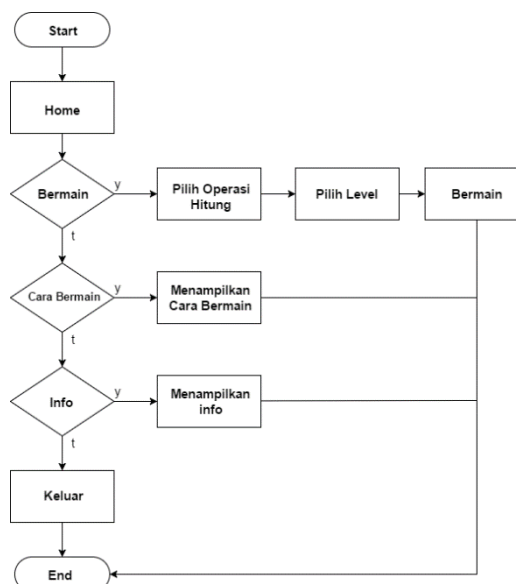 Start
Home
Bermain
y
Pilih Operasi
Hitung
Pilih Level
Bermain
t
Cara Bermain
y
Menampilkan
Cara Bermain
t
Info
y
Menampilkan
info
t
Keluar
End